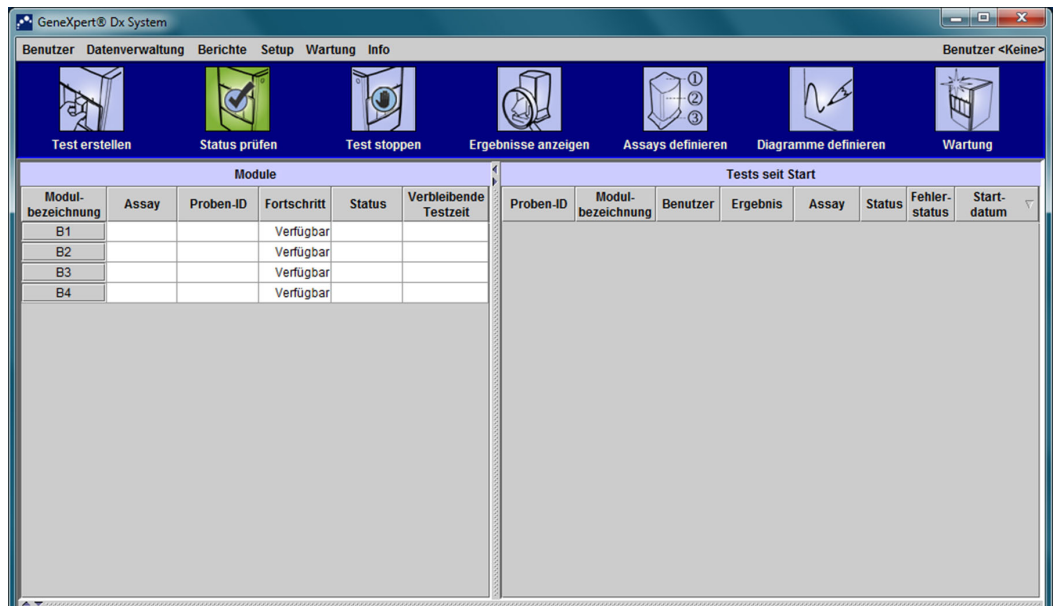 GeneXpert® Dx System
Benutzer Datenverwaltung Berichte Setup Wartung Info Benutzer <Keine>
①
②
③
Test erstellen Status prüfen Test stoppen Ergebnisse anzeigen Assays definieren Diagramme definieren Wartung
Module
Modul-
bezeichnung Assay Proben-ID Fortschritt Status Verbleibende
Testzeit
B1 Verfügbar
B2 Verfügbar
B3 Verfügbar
B4 Verfügbar
Tests seit Start
Proben-ID Modul-
bezeichnung Benutzer Ergebnis Assay Status Fehler-
status Start-
datum